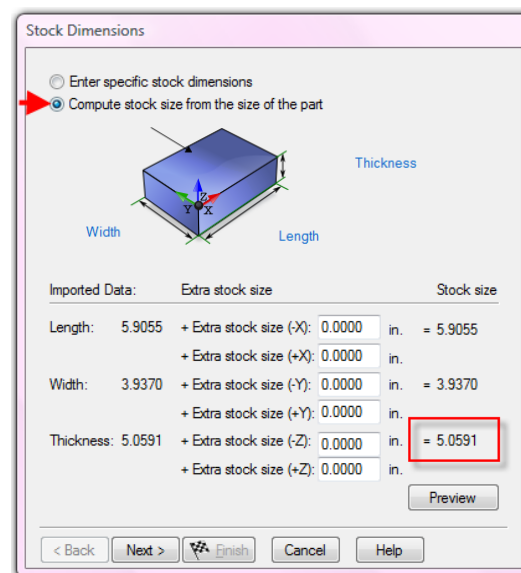 Stock Dimensions
Enter specific stock dimensions
Compute stock size from the size of the part
Thickness
Z
Y X
Width
Length
Imported Data: Extra stock size Stock size
Length: 5.9055 + Extra stock size (-X): 0.0000 in. = 5.9055
+ Extra stock size (+X): 0.0000 in.
Width: 3.9370 + Extra stock size (-Y): 0.0000 in. = 3.9370
+ Extra stock size (+Y): 0.0000 in.
Thickness: 5.0591 + Extra stock size (-Z): 0.0000 in. = 5.0591
+ Extra stock size (+Z): 0.0000 in.
Preview
< Back Next > Finish Cancel Help